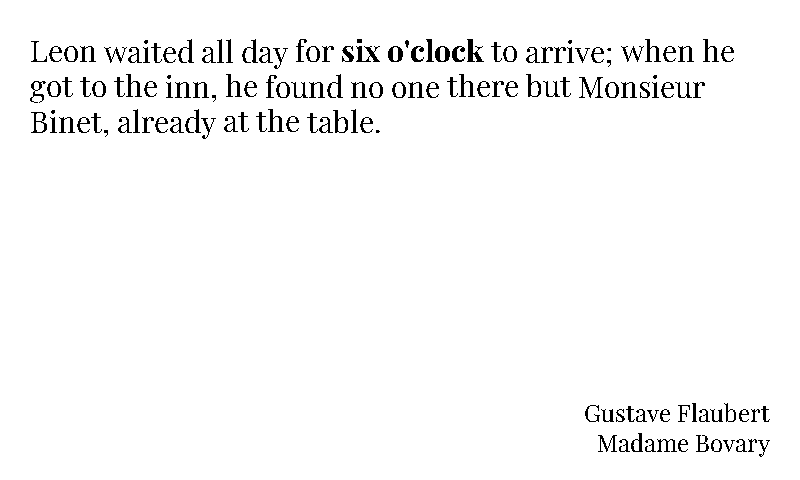 Leon waited all day for six o'clock to arrive; when he
got to the inn, he found no one there but Monsieur
Binet, already at the table.
Gustave Flaubert
Madame Bovary